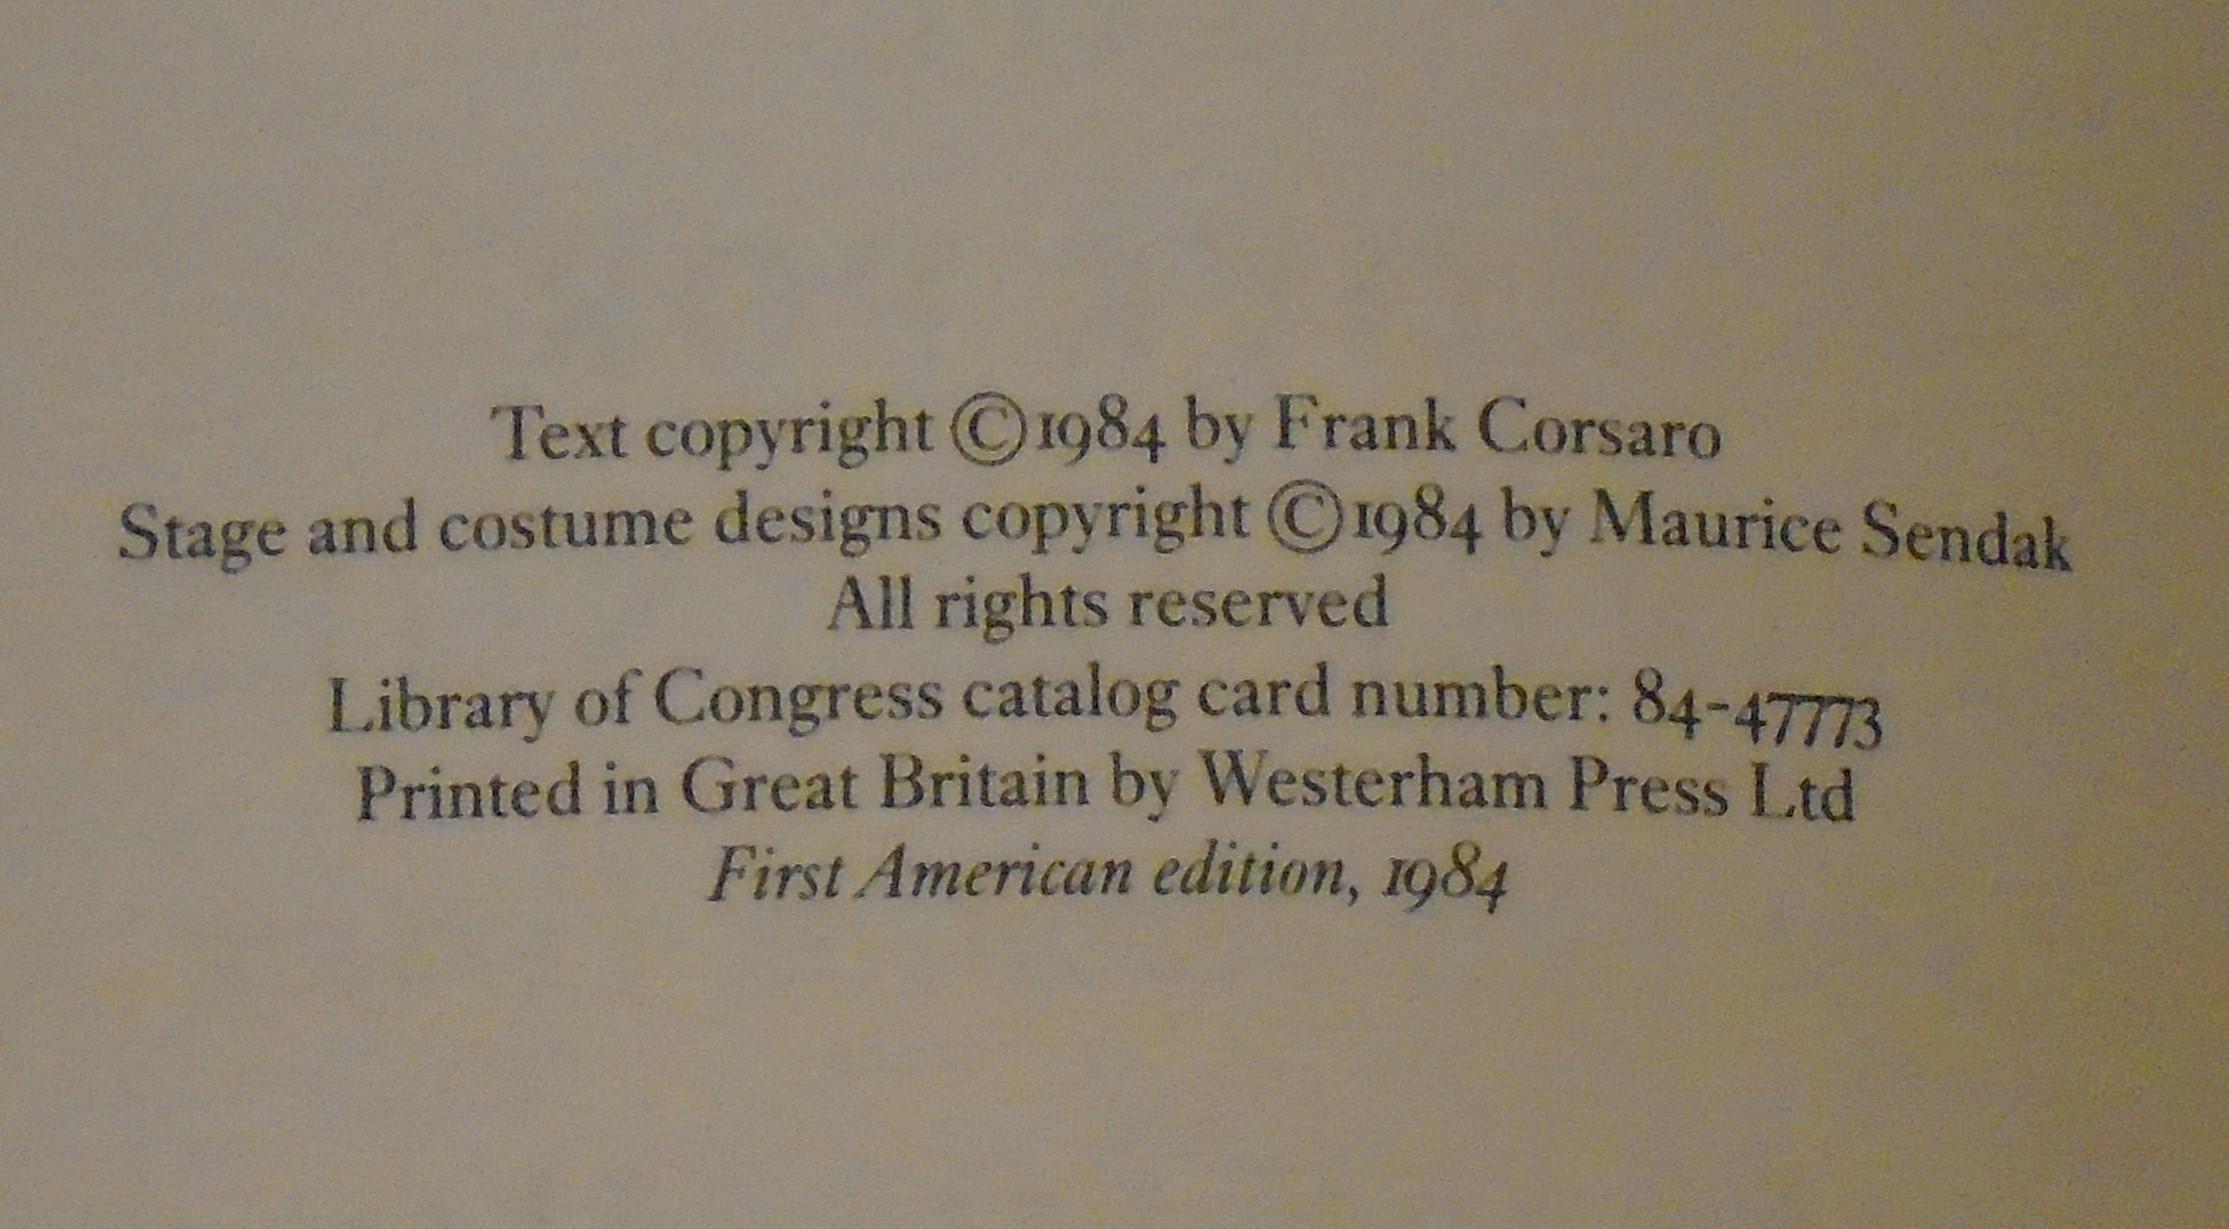 Text copyright ©1984 by Frank Corsaro
Stage and costume designs copyright ©1984 by Maurice Sendak
All rights reserved
Library of Congress catalog card number: 84-47773
Printed in Great Britain by Westerham Press Ltd
First American edition, 1984